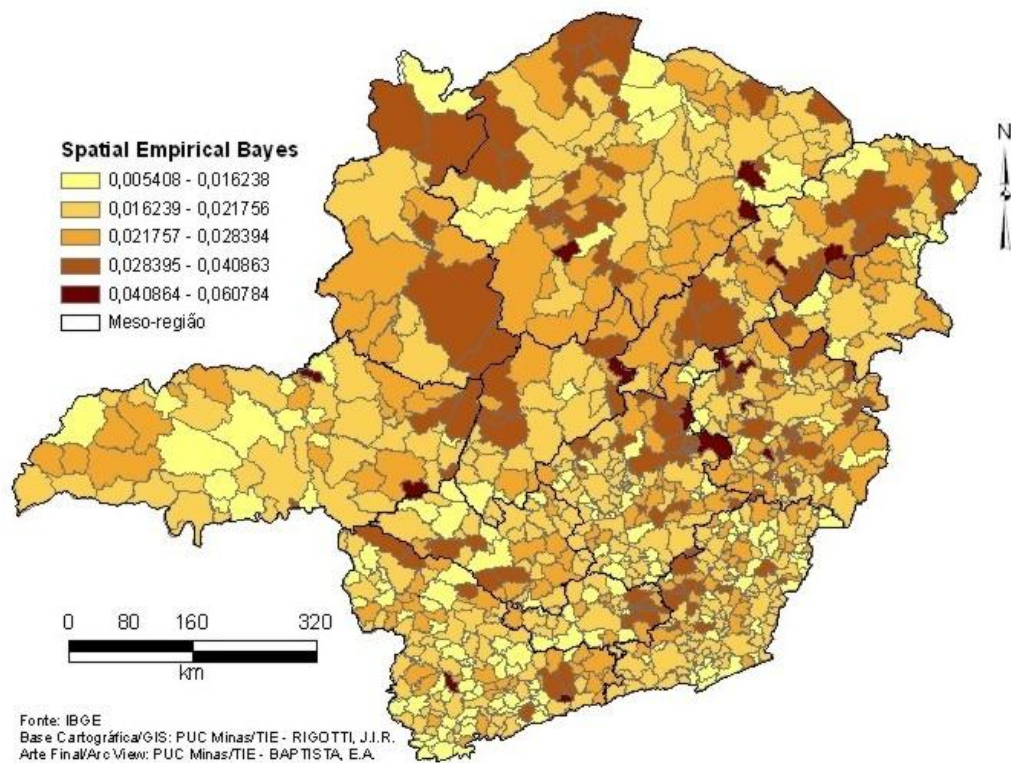 Spatial Empirical Bayes
0,005408 - 0,016238
0,016239 - 0,021756
0,021757 - 0,028394
0,028395 - 0,040863
0,040864 - 0,060784
Meso-região
N
0 80 160 320
km
Fonte: IBGE
Base Cartográfica/GIS: PUC Minas/TIE - RIGOTTI, J.I.R.
Arte Final/Arc View: PUC Minas/TIE - BAPTISTA, E.A.